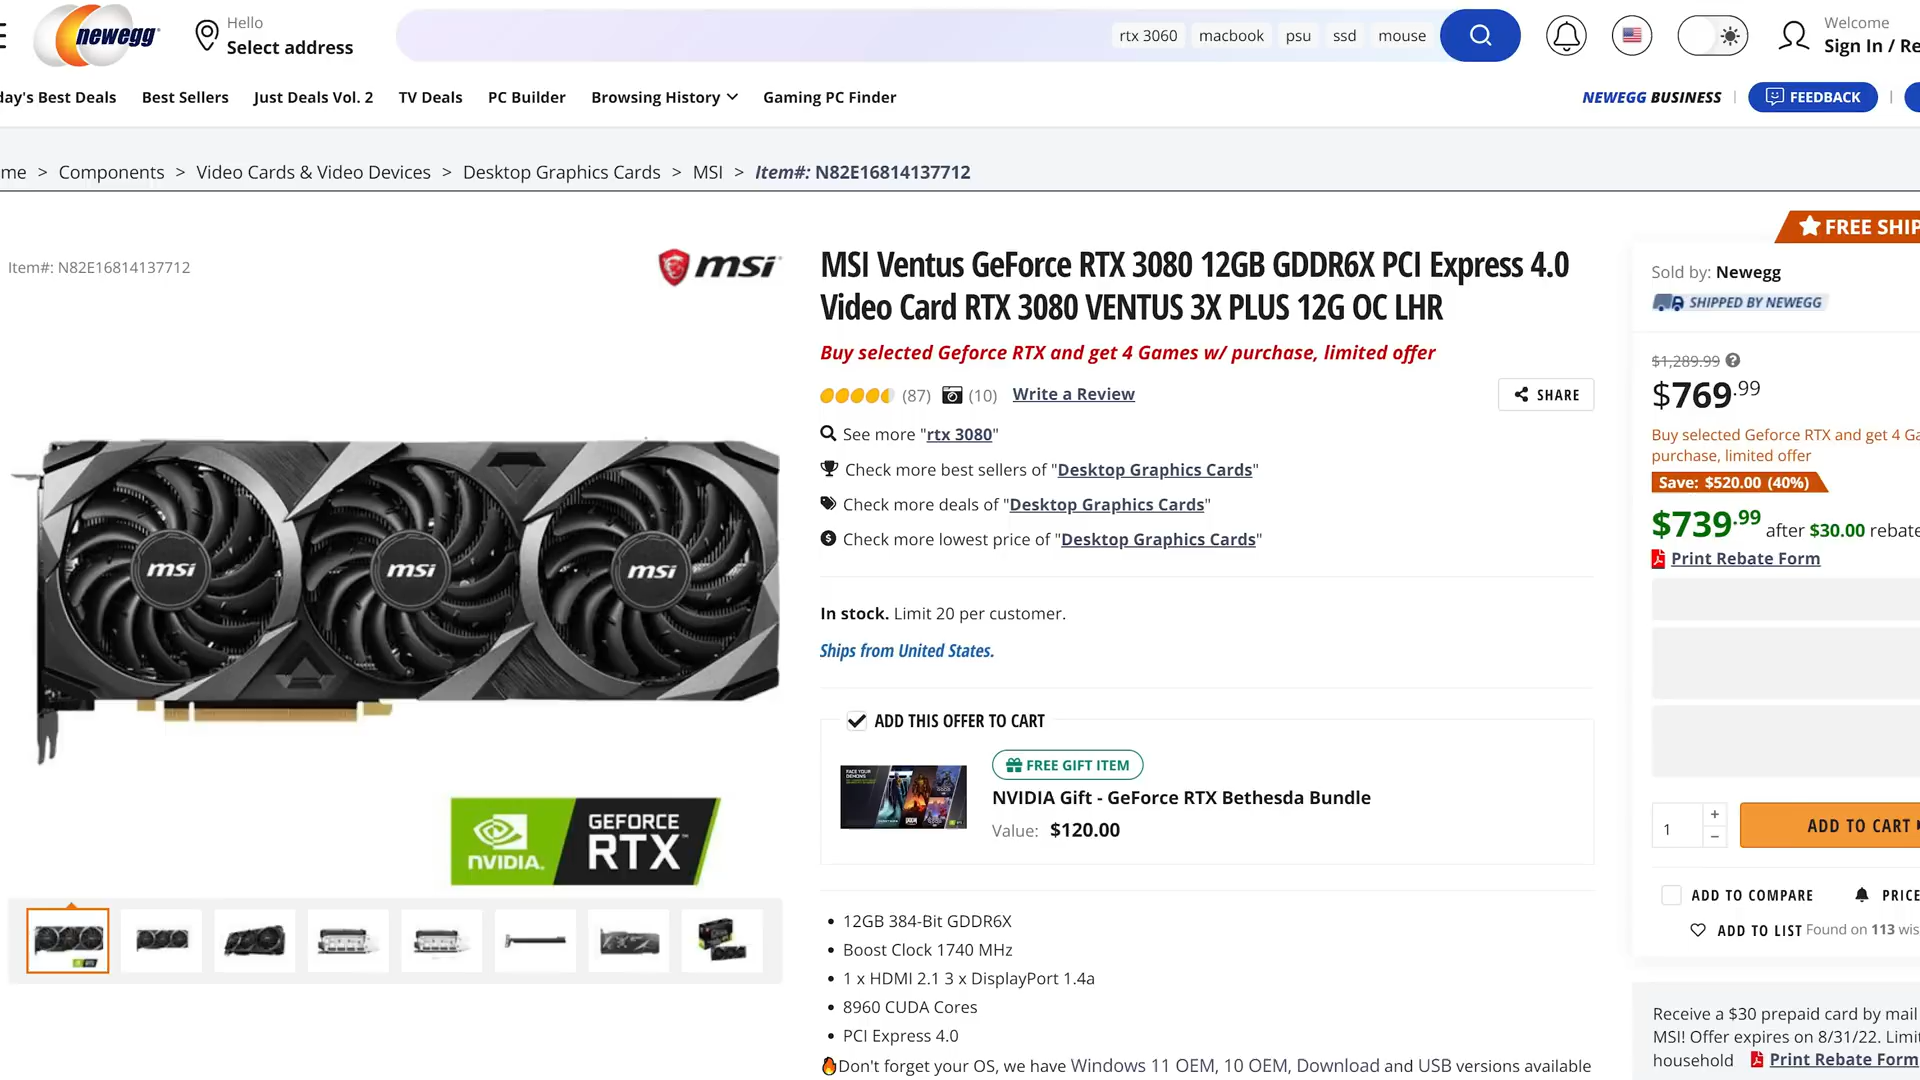 newegg
Hello
Select address
rtx 3060
macbook
psu
ssd
mouse
Welcome
Sign In / Re
day's Best Deals
Best Sellers
Just Deals Vol. 2
TV Deals
PC Builder
Browsing History
Gaming PC Finder
NEWEGG BUSINESS
FEEDBACK
me > Components > Video Cards & Video Devices > Desktop Graphics Cards > MSI > Item#: N82E16814137712
Item#: N82E16814137712
msi
MSI Ventus GeForce RTX 3080 12GB GDDR6X PCI Express 4.0
Video Card RTX 3080 VENTUS 3X PLUS 12G OC LHR
Buy selected Geforce RTX and get 4 Games w/ purchase, limited offer
(87) (10) Write a Review
SHARE
See more "rtx 3080"
Check more best sellers of "Desktop Graphics Cards"
Check more deals of "Desktop Graphics Cards"
Check more lowest price of "Desktop Graphics Cards"
In stock. Limit 20 per customer.
Ships from United States.
ADD THIS OFFER TO CART
FREE GIFT ITEM
NVIDIA Gift - GeForce RTX Bethesda Bundle
Value: $120.00
12GB 384-Bit GDDR6X
Boost Clock 1740 MHz
1 x HDMI 2.1 3 x DisplayPort 1.4a
8960 CUDA Cores
PCI Express 4.0
Don't forget your OS, we have Windows 11 OEM, 10 OEM, Download and USB versions available
msi
msi
msi
NVIDIA.
GEFORCE
RTX
FREE SHIP
Sold by: Newegg
SHIPPED BY NEWEGG
$1,289.99
$769.99
Buy selected Geforce RTX and get 4 Ga
purchase, limited offer
Save: $520.00 (40%)
$739.99 after $30.00 rebate
Print Rebate Form
1
+
−
ADD TO CART
ADD TO COMPARE
PRICE
ADD TO LIST Found on 113 wis
Receive a $30 prepaid card by mail
MSI! Offer expires on 8/31/22. Limi
household Print Rebate Form